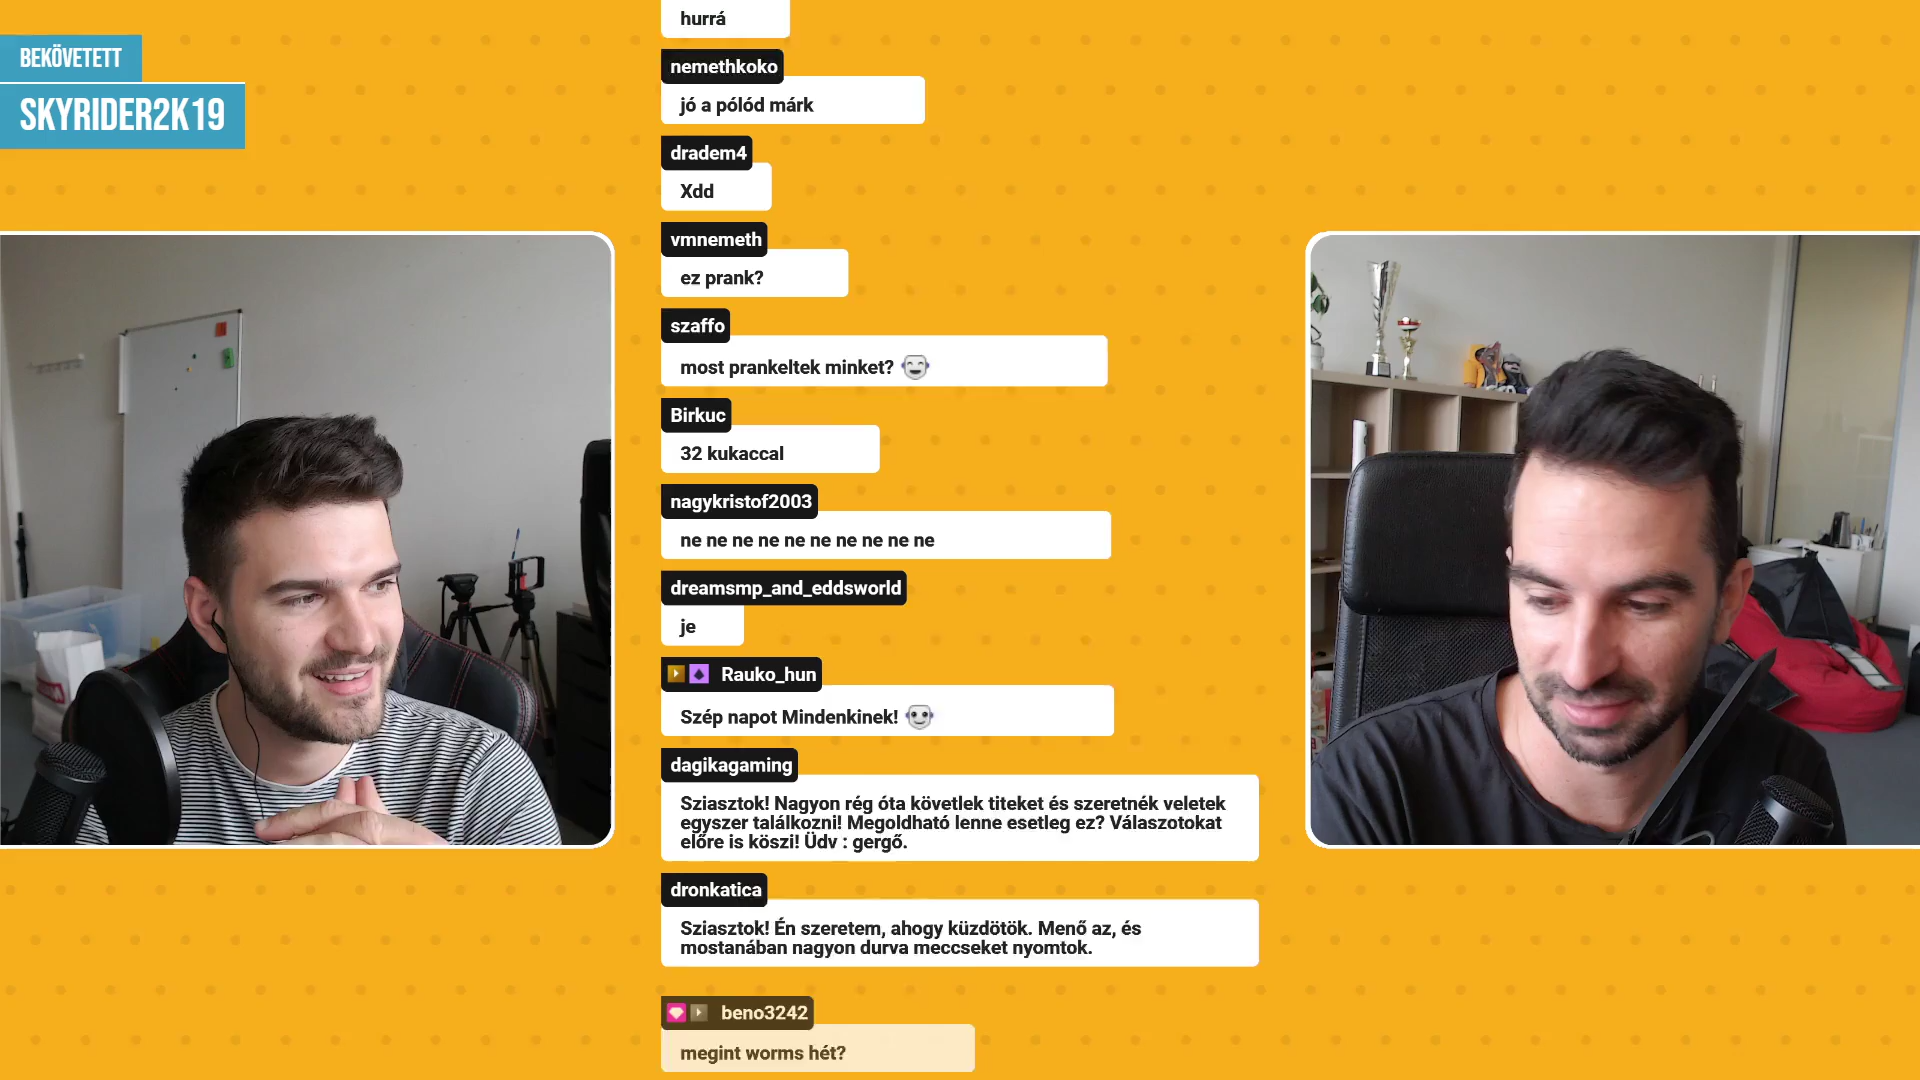 BEKÖVETETT
SKYRIDER2K19
hurrá
nemethkoko
jó a pólód márk
dradem4
Xdd
vmnemeth
ez prank?
szaffo
most prankeltek minket?
Birkuc
32 kukaccal
nagykristof2003
ne ne ne ne ne ne ne ne ne ne
dreamsmp_and_eddsworld
je
Rauko_hun
Szép napot Mindenkinek!
dagikagaming
Sziasztok! Nagyon rég óta követlek titeket és szeretnék veletek
egyszer találkozni! Megoldható lenne esetleg ez? Válaszotokat
előre is köszi! Üdv : gergő.
dronkatica
Sziasztok! Én szeretem, ahogy küzdötök. Menő az, és
mostanában nagyon durva meccseket nyomtok.
beno3242
megint worms hét?